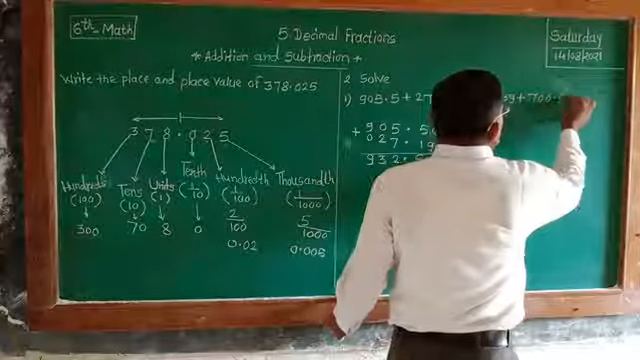 6th - Math
5. Decimal Fractions
Saturday
14/08/2021
* Addition and Subtraction *
Write the place and place value of 378.025
3 7 8 . 0 2 5
Hundreds Tens Units Tenth Hundredth Thousandth
(100) (10) (1) (1/10) (1/100) (1/1000)
300 70 8 0 2/100 5/1000
0.02 0.005
2 Solve
1) 905.5 + 27
+ 7700
+ 905.5
027.19
932.